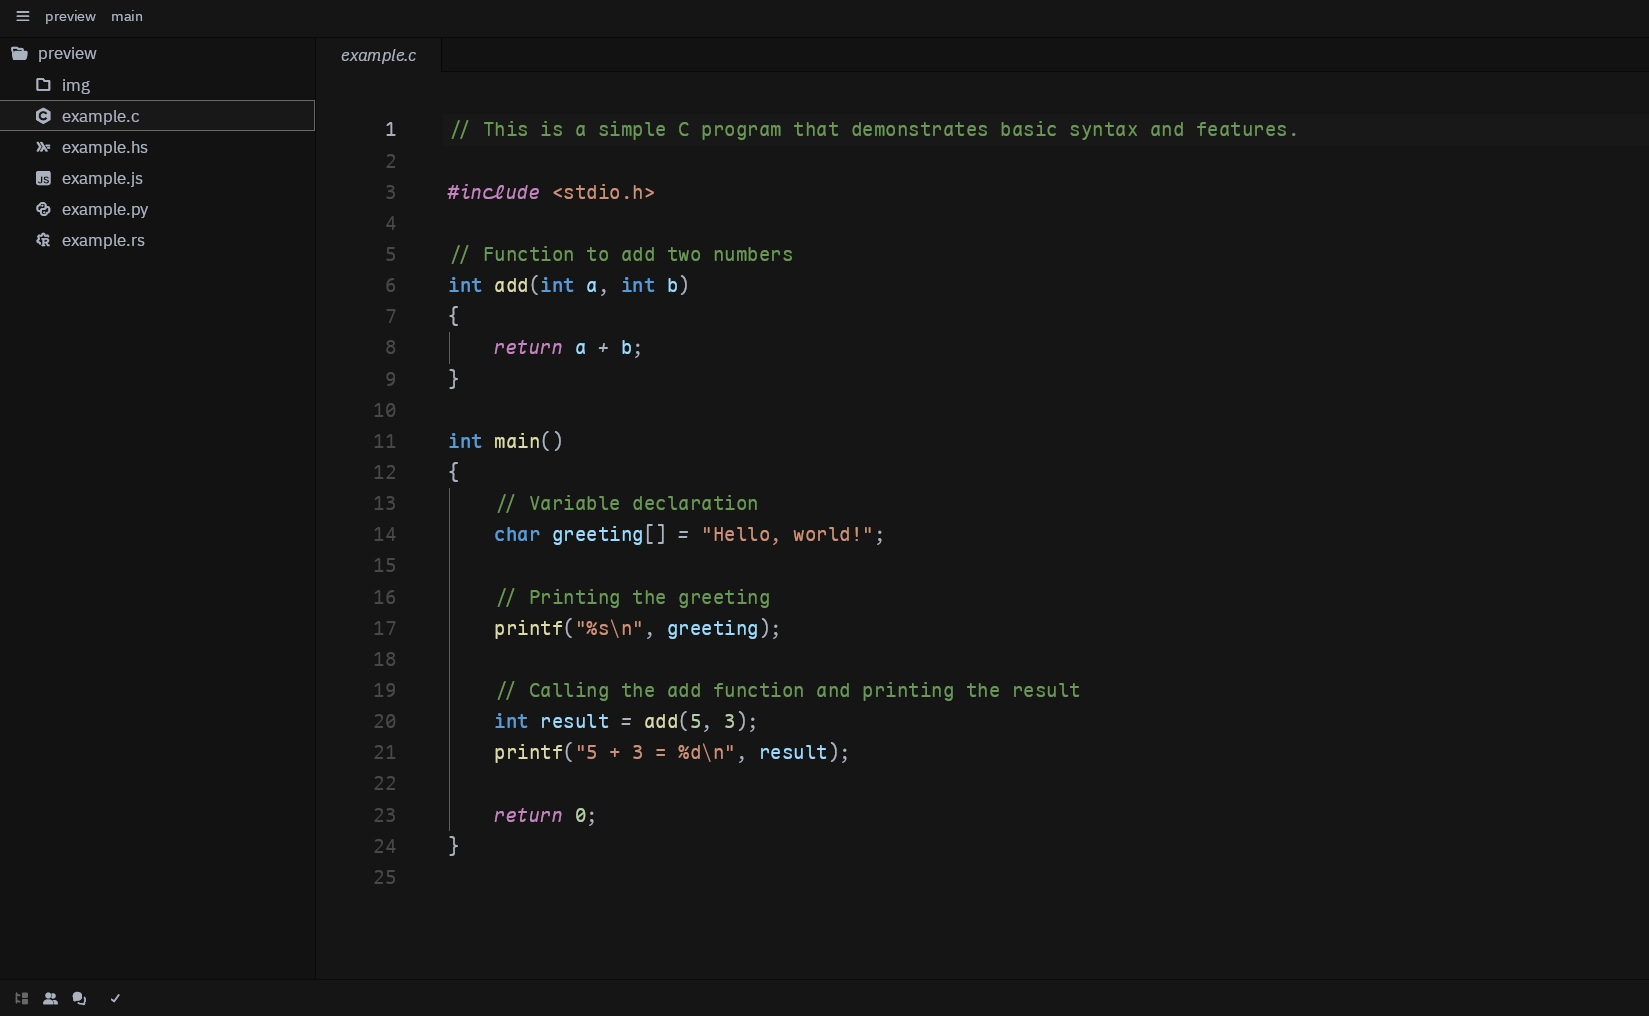 preview main
preview
img
example.c
example.hs
example.js
example.py
example.rs
example.c
1 // This is a simple C program that demonstrates basic syntax and features.
2
3 #include <stdio.h>
4
5 // Function to add two numbers
6 int add(int a, int b)
7 {
8     return a + b;
9 }
10
11 int main()
12 {
13     // Variable declaration
14     char greeting[] = "Hello, world!";
15
16     // Printing the greeting
17     printf("%s\n", greeting);
18
19     // Calling the add function and printing the result
20     int result = add(5, 3);
21     printf("5 + 3 = %d\n", result);
22
23     return 0;
24 }
25